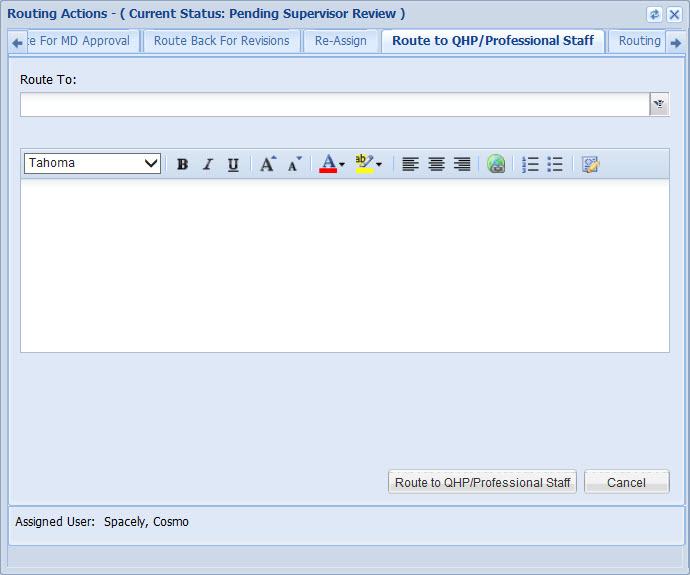 Routing Actions - ( Current Status: Pending Supervisor Review )
te For MD Approval Route Back For Revisions Re-Assign Route to QHP/Professional Staff Routing
Route To:
Tahoma B I U A A A ab
Route to QHP/Professional Staff Cancel
Assigned User: Spacely, Cosmo